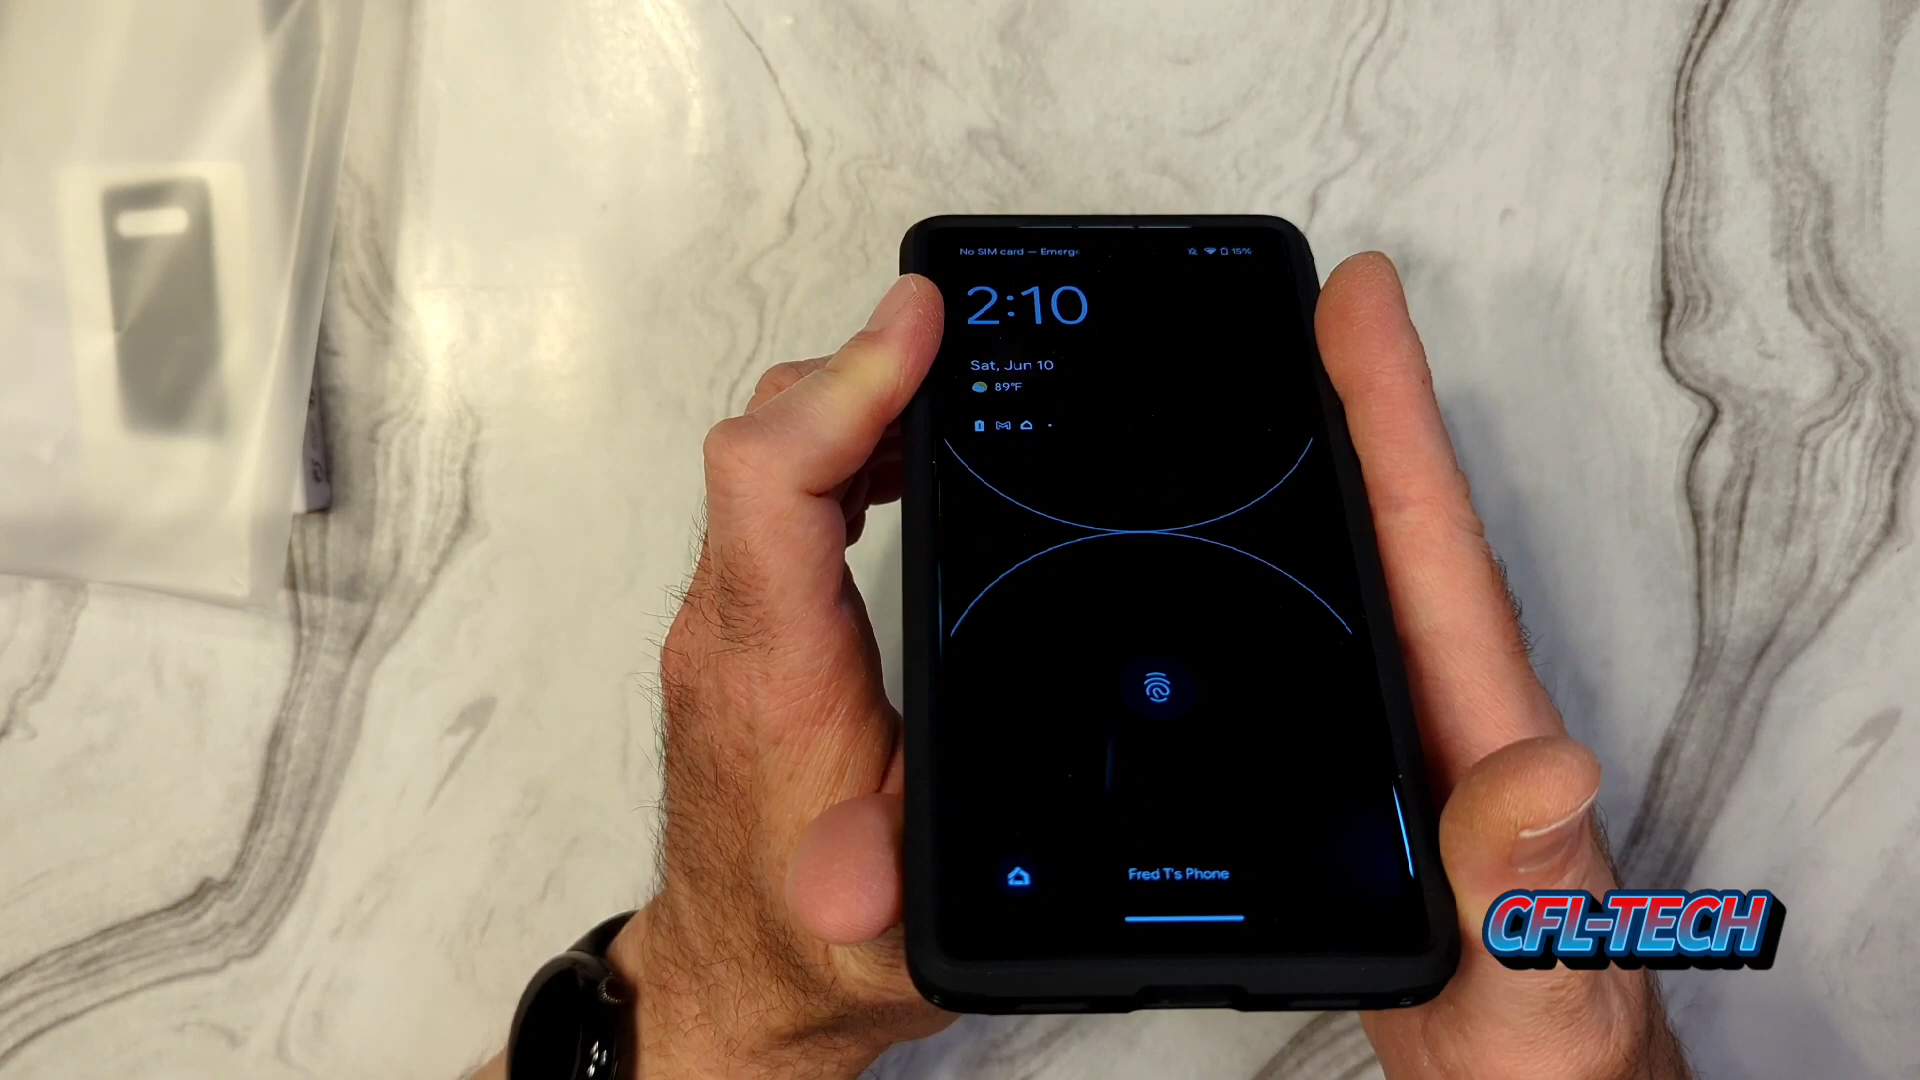 No SIM card — Emerg
15%
2:10
Sat, Jun 10
89°F
Fred T's Phone
CFL-TECH